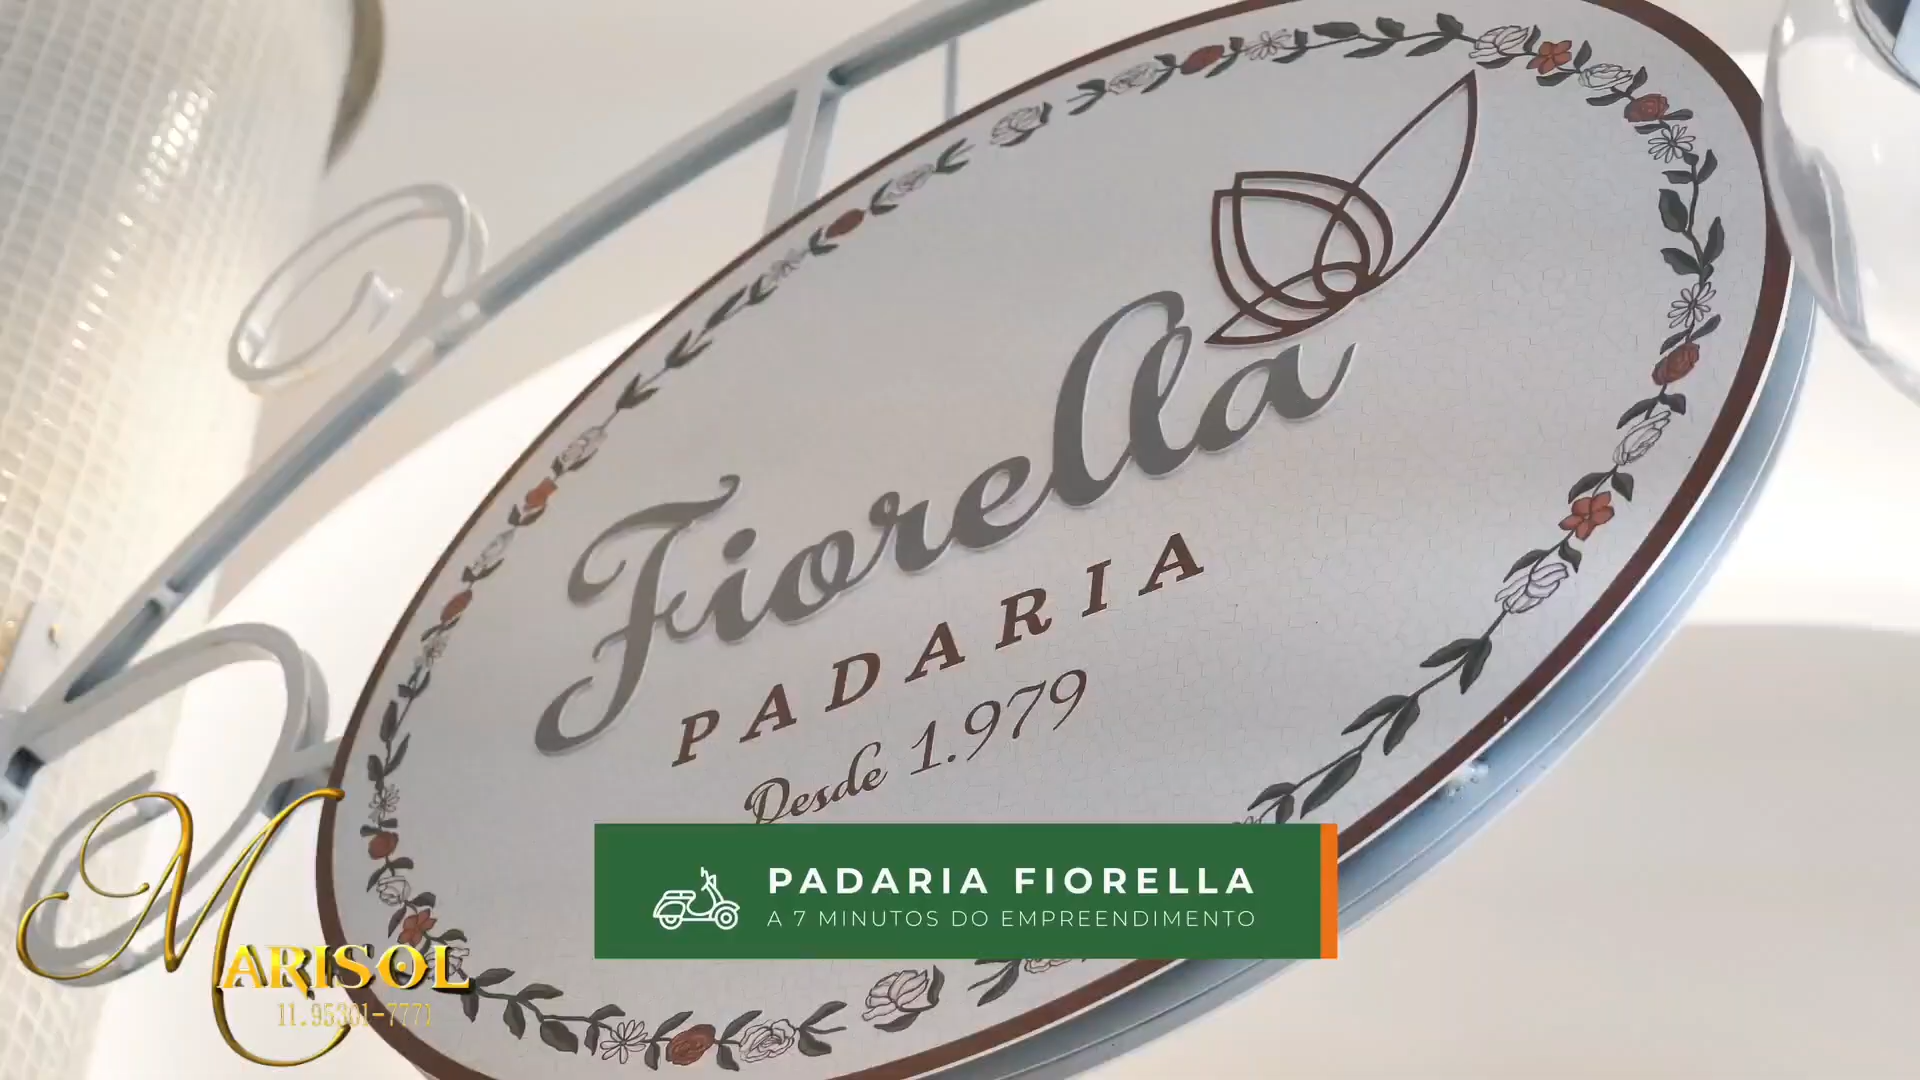 Fiorella
PADARIA
Desde 1.979
PADARIA FIORELLA
A 7 MINUTOS DO EMPREENDIMENTO
MARISOL
11.95301-7771